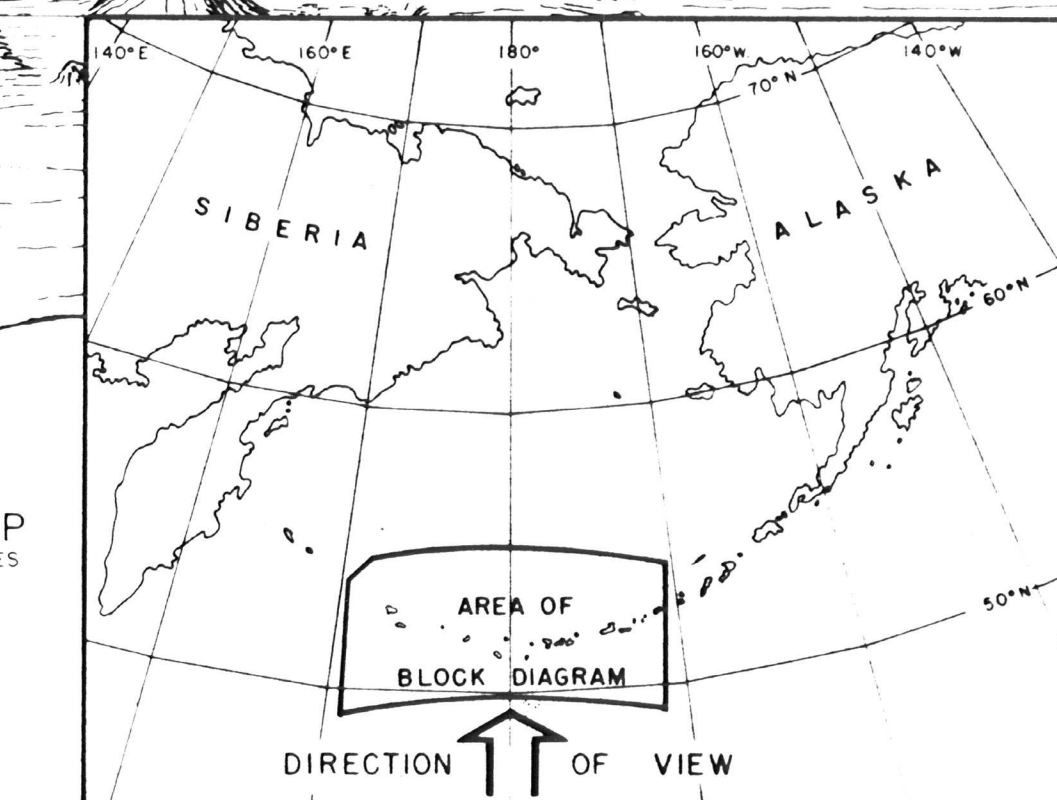 140°E 160°E 180° 160°W 140°W
70°N
SIBERIA
ALASKA
60°N
P
ES
50°N
AREA OF
BLOCK DIAGRAM
DIRECTION OF VIEW